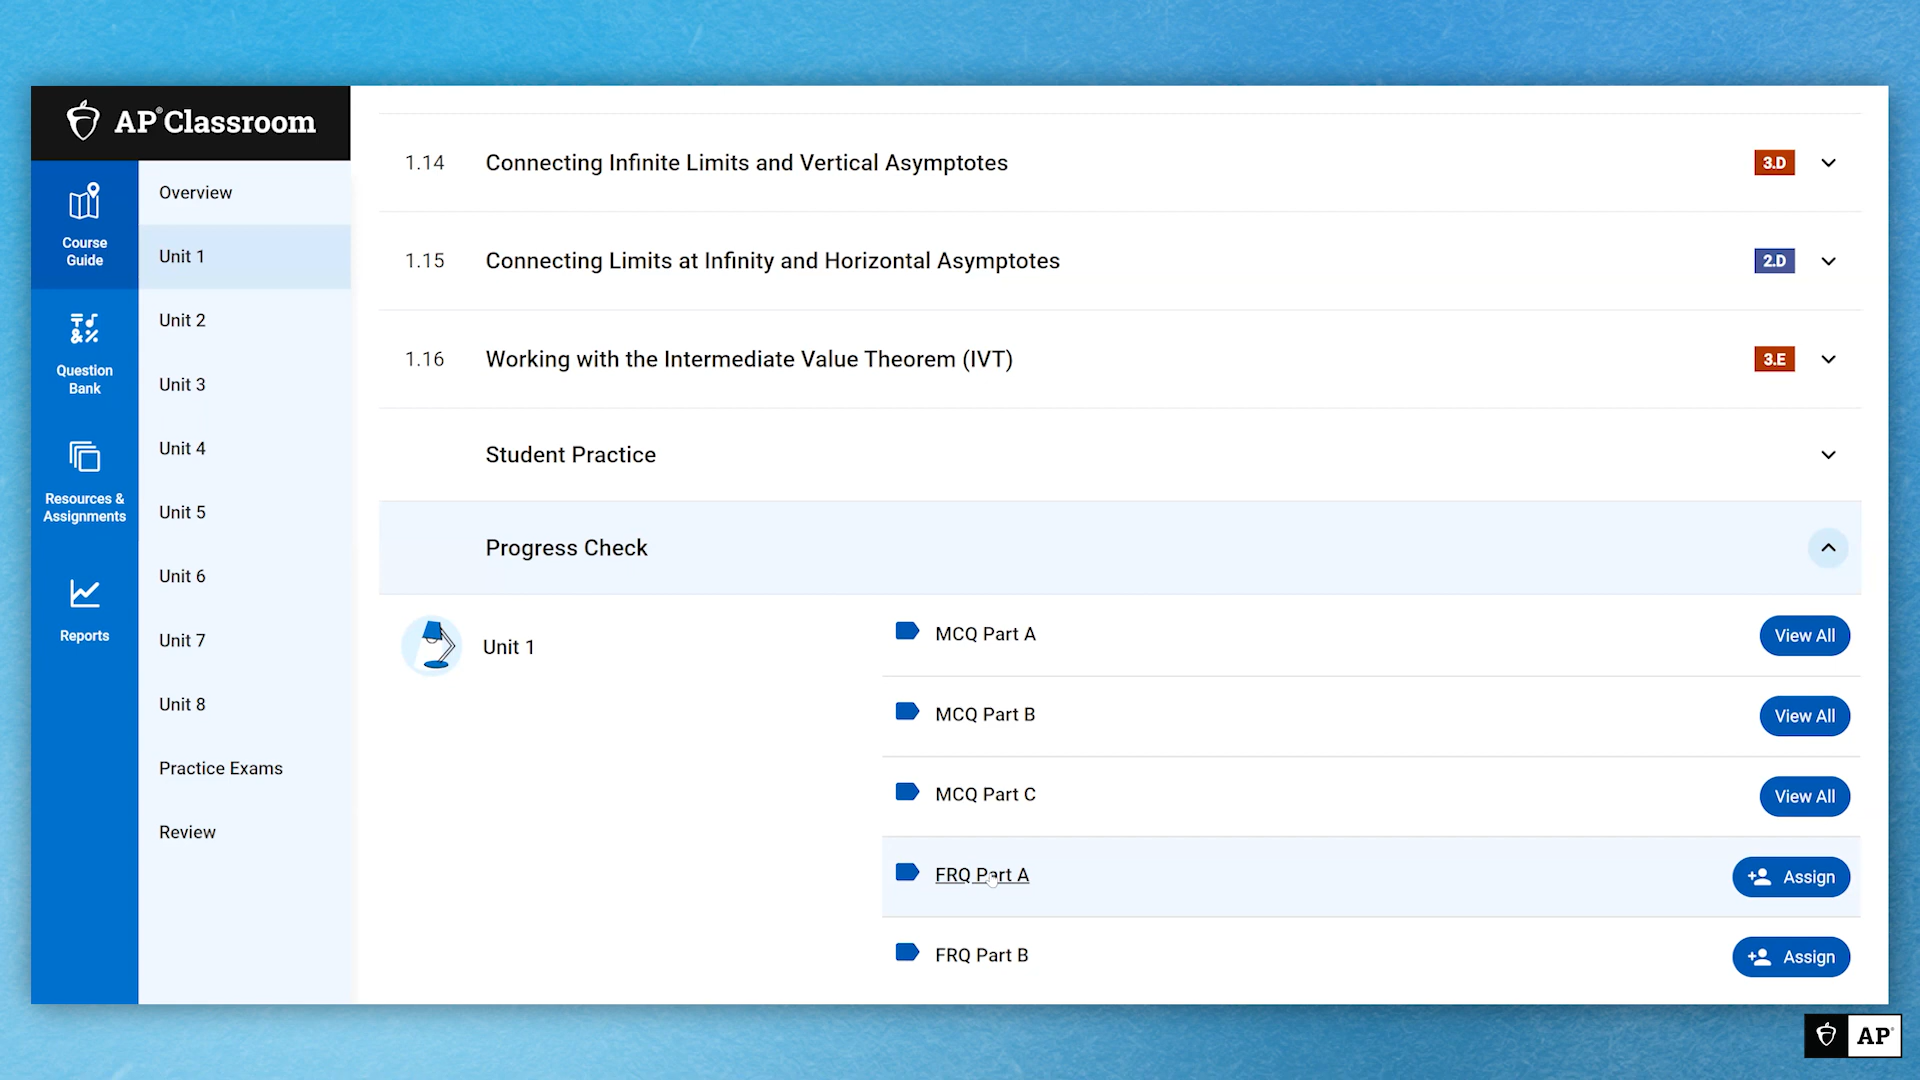 AP® Classroom
Course
Guide
Question
Bank
Resources &
Assignments
Reports
Overview
Unit 1
Unit 2
Unit 3
Unit 4
Unit 5
Unit 6
Unit 7
Unit 8
Practice Exams
Review
1.14 Connecting Infinite Limits and Vertical Asymptotes 3.D
1.15 Connecting Limits at Infinity and Horizontal Asymptotes 2.D
1.16 Working with the Intermediate Value Theorem (IVT) 3.E
Student Practice
Progress Check
Unit 1
MCQ Part A View All
MCQ Part B View All
MCQ Part C View All
FRQ Part A Assign
FRQ Part B Assign
AP®